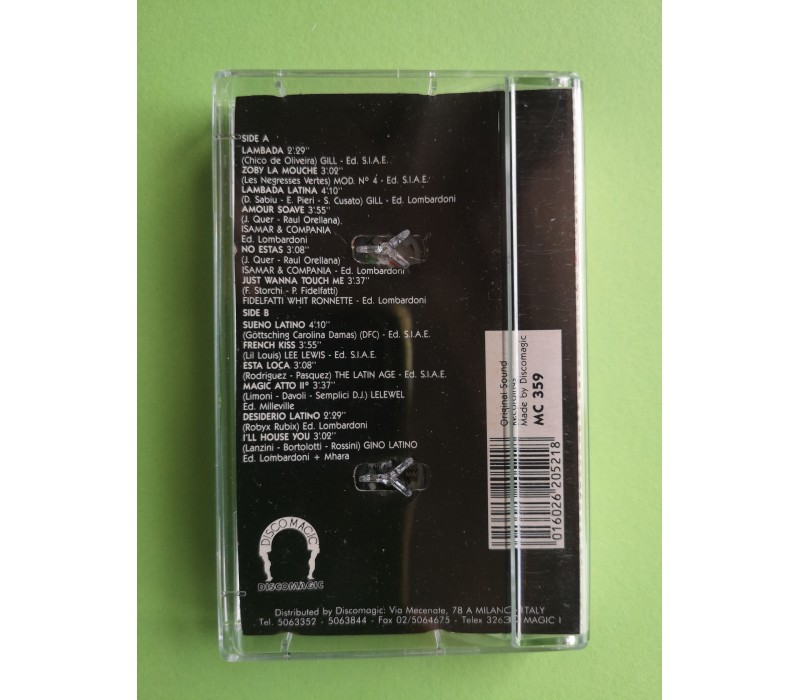 SIDE A
LAMBADA 2'29"
(Chico de Oliveira) GILL - Ed. S.I.A.E.
ZOBY LA MOUCHE 3'02"
(Les Negresses Vertes) MOD. N° 4 - Ed. S.I.A.E.
LAMBADA LATINA 4'10"
(D. Sabiu - E. Pieri - S. Cusato) GILL - Ed. Lombardoni
AMOUR SOAVE 3'55"
(J. Quer - Raul Orellana).
ISAMAR & COMPANIA
Ed. Lombardoni
NO ESTAS 3'08"
(J. Quer - Raul Orellana)
ISAMAR & COMPANIA - Ed. Lombardoni
JUST WANNA TOUCH ME 3'37"
(F. Storchi - P. Fidelfatti)
FIDELFATTI WHIT RONNETTE - Ed. Lombardoni
SIDE B
SUENO LATINO 4'10"
(Göttsching Carolina Damas) (DFC) - Ed. S.I.A.E.
FRENCH KISS 3'55"
(Lil Louis) LEE LEWIS - Ed. S.I.A.E.
ESTA LOCA 3'08"
(Rodriguez - Pasquez) THE LATIN AGE - Ed. S.I.A.E.
MAGIC ATTO II° 3'37"
(Limoni - Davoli - Semplici D.J.) LELEWEL
Ed. Milleville
DESIDERIO LATINO 2'29"
(Robyx Rubix) Ed. Lombardoni
I'LL HOUSE YOU 3'02"
(Lanzini - Bortolotti - Rossini) GINO LATINO
Ed. Lombardoni + Mhara
DISCO MAGIC
DISCOMAGIC
Distributed by Discomagic: Via Mecenate, 78 A MILANO ITALY
Tel. 5063352 - 5063844 - Fax 02/5064675 - Telex MAGIC I
Original Sound
Recordings
Made by Discomagic
MC 359
016026 205218